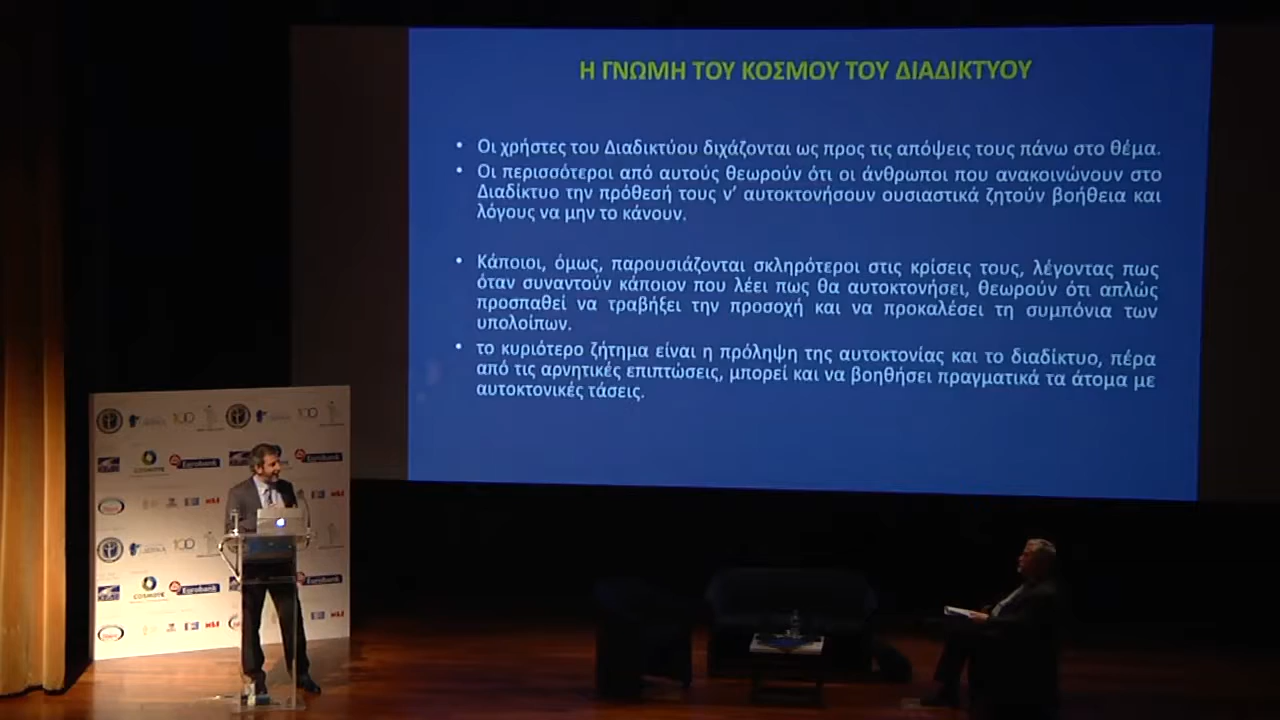 Η ΓΝΩΜΗ ΤΟΥ ΚΟΣΜΟΥ ΤΟΥ ΔΙΑΔΙΚΤΥΟΥ
• Οι χρήστες του Διαδικτύου διχάζονται ως προς τις απόψεις τους πάνω στο θέμα.
• Οι περισσότεροι από αυτούς θεωρούν ότι οι άνθρωποι που ανακοινώνουν στο
Διαδίκτυο την πρόθεσή τους ν' αυτοκτονήσουν ουσιαστικά ζητούν βοήθεια και
λόγους να μην το κάνουν.
• Κάποιοι, όμως, παρουσιάζονται σκληρότεροι στις κρίσεις τους, λέγοντας πως
όταν συναντούν κάποιον που λέει πως θα αυτοκτονήσει, θεωρούν ότι απλώς
προσπαθεί να τραβήξει την προσοχή και να προκαλέσει τη συμπόνια των
υπολοίπων.
• το κυριότερο ζήτημα είναι η πρόληψη της αυτοκτονίας και το διαδίκτυο, πέρα
από τις αρνητικές επιπτώσεις, μπορεί και να βοηθήσει πραγματικά τα άτομα με
αυτοκτονικές τάσεις.
100 100
COSMOTE Eurobank Eurobank
100
COSMOTE Eurobank Eurobank